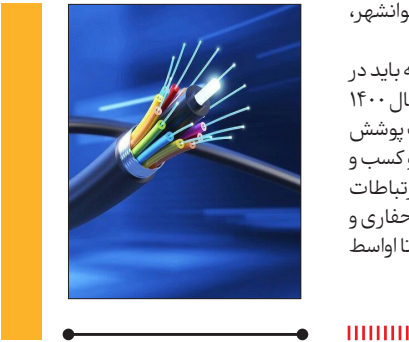 وانشهر،
ه باید در
ال ۱۴۰۰
پوشش
و کسب و
رتباطات
حفاری و
تا اواسط